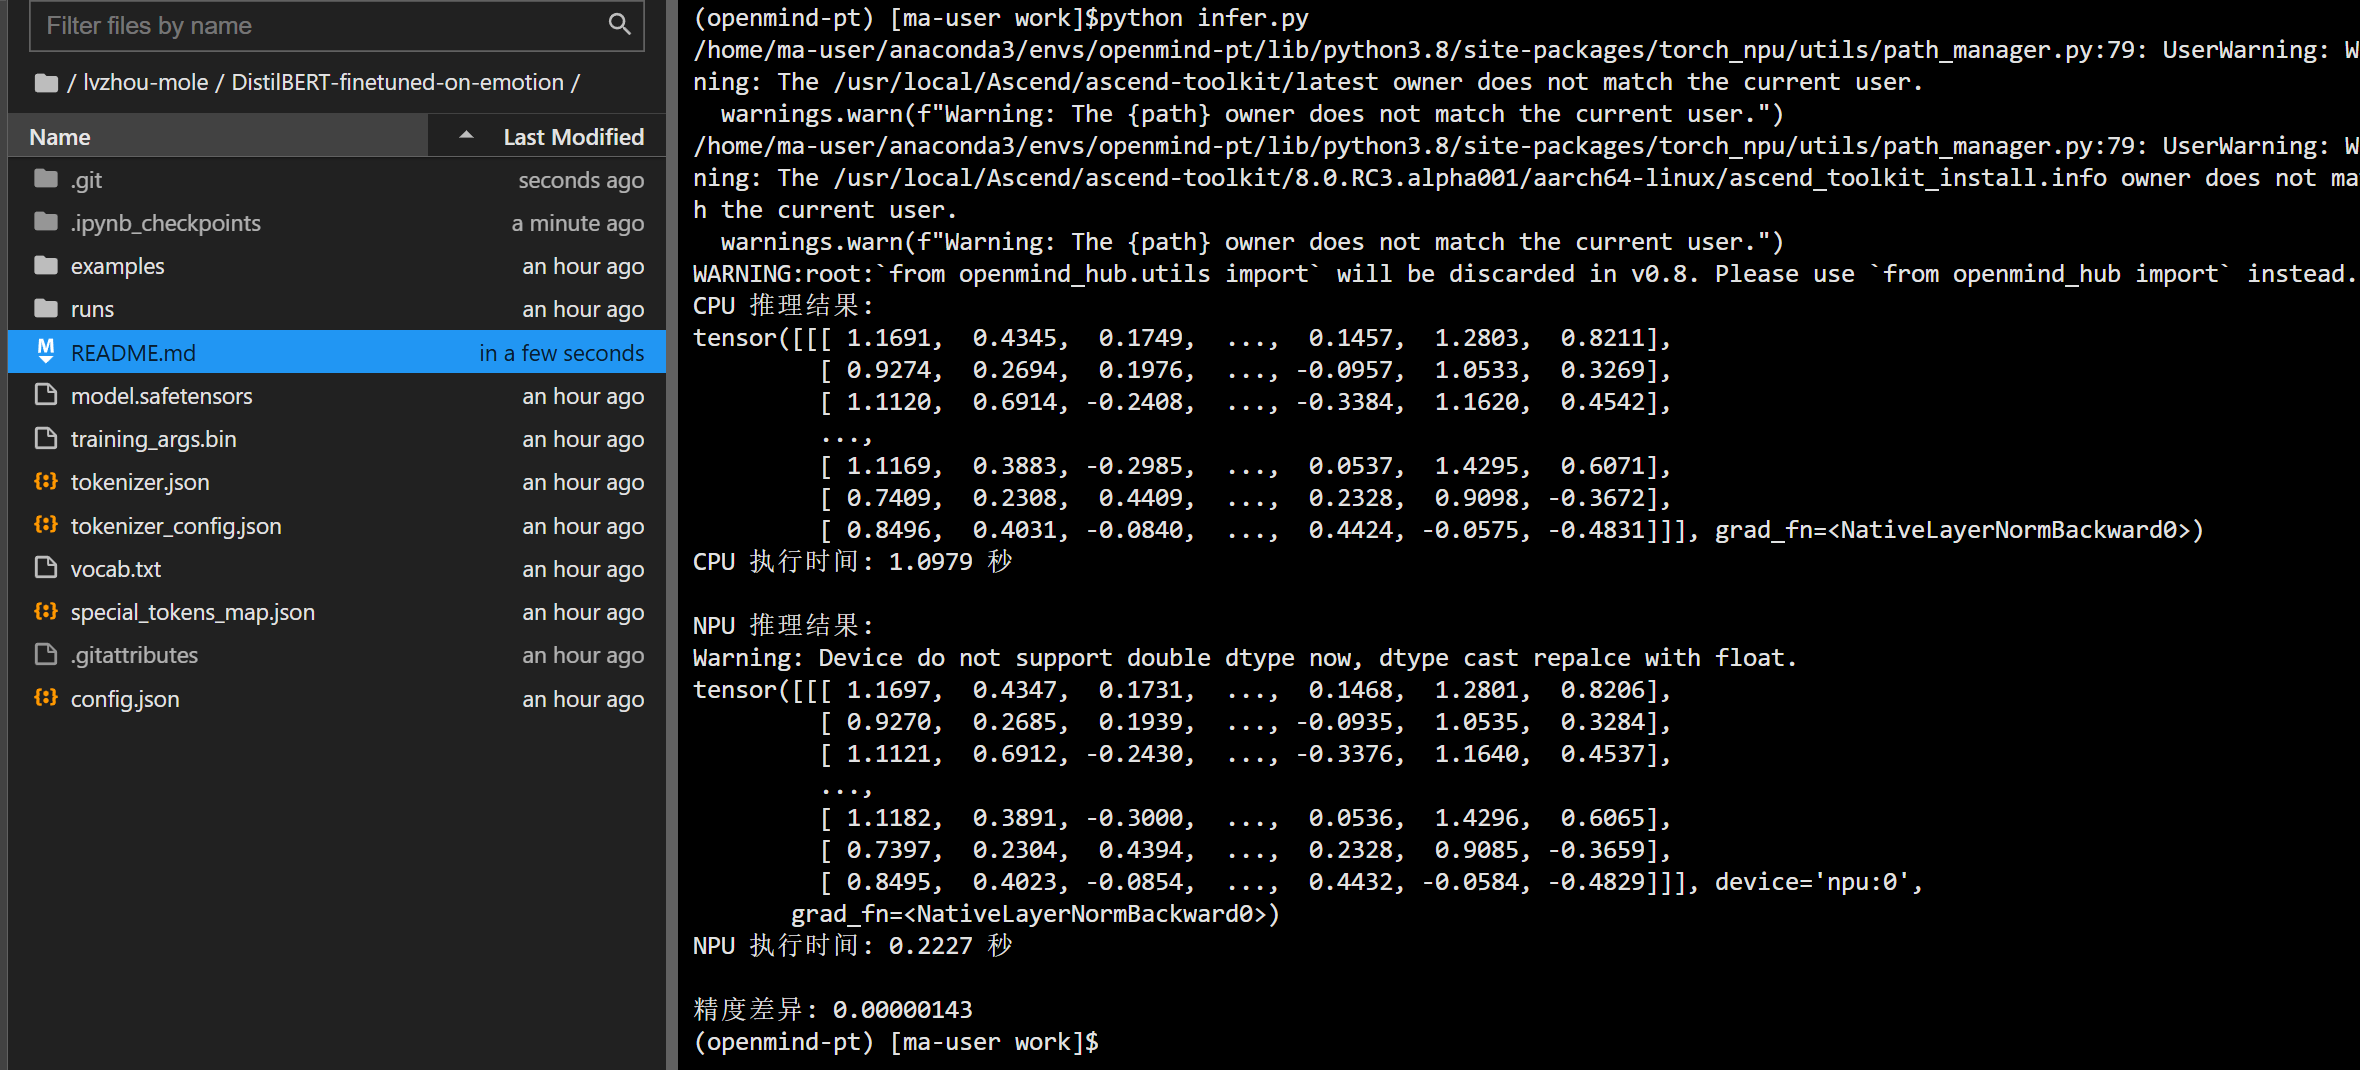 Filter files by name
/ lvzhou-mole / DistilBERT-finetuned-on-emotion /
Name Last Modified
.git seconds ago
.ipynb_checkpoints a minute ago
examples an hour ago
runs an hour ago
README.md in a few seconds
model.safetensors an hour ago
training_args.bin an hour ago
tokenizer.json an hour ago
tokenizer_config.json an hour ago
vocab.txt an hour ago
special_tokens_map.json an hour ago
.gitattributes an hour ago
config.json an hour ago
(openmind-pt) [ma-user work]$python infer.py
/home/ma-user/anaconda3/envs/openmind-pt/lib/python3.8/site-packages/torch_npu/utils/path_manager.py:79: UserWarning: W
ning: The /usr/local/Ascend/ascend-toolkit/latest owner does not match the current user.
  warnings.warn(f"Warning: The {path} owner does not match the current user.")
/home/ma-user/anaconda3/envs/openmind-pt/lib/python3.8/site-packages/torch_npu/utils/path_manager.py:79: UserWarning: W
ning: The /usr/local/Ascend/ascend-toolkit/8.0.RC3.alpha001/aarch64-linux/ascend_toolkit_install.info owner does not ma
h the current user.
  warnings.warn(f"Warning: The {path} owner does not match the current user.")
WARNING:root:`from openmind_hub.utils import` will be discarded in v0.8. Please use `from openmind_hub import` instead.
CPU 推理结果:
tensor([[[ 1.1691,  0.4345,  0.1749,  ...,  0.1457,  1.2803,  0.8211],
         [ 0.9274,  0.2694,  0.1976,  ..., -0.0957,  1.0533,  0.3269],
         [ 1.1120,  0.6914, -0.2408,  ..., -0.3384,  1.1620,  0.4542],
         ...,
         [ 1.1169,  0.3883, -0.2985,  ...,  0.0537,  1.4295,  0.6071],
         [ 0.7409,  0.2308,  0.4409,  ...,  0.2328,  0.9098, -0.3672],
         [ 0.8496,  0.4031, -0.0840,  ...,  0.4424, -0.0575, -0.4831]]], grad_fn=<NativeLayerNormBackward0>)
CPU 执行时间: 1.0979 秒
NPU 推理结果:
Warning: Device do not support double dtype now, dtype cast repalce with float.
tensor([[[ 1.1697,  0.4347,  0.1731,  ...,  0.1468,  1.2801,  0.8206],
         [ 0.9270,  0.2685,  0.1939,  ..., -0.0935,  1.0535,  0.3284],
         [ 1.1121,  0.6912, -0.2430,  ..., -0.3376,  1.1640,  0.4537],
         ...,
         [ 1.1182,  0.3891, -0.3000,  ...,  0.0536,  1.4296,  0.6065],
         [ 0.7397,  0.2304,  0.4394,  ...,  0.2328,  0.9085, -0.3659],
         [ 0.8495,  0.4023, -0.0854,  ...,  0.4432, -0.0584, -0.4829]]], device='npu:0',
       grad_fn=<NativeLayerNormBackward0>)
NPU 执行时间: 0.2227 秒
精度差异: 0.00000143
(openmind-pt) [ma-user work]$